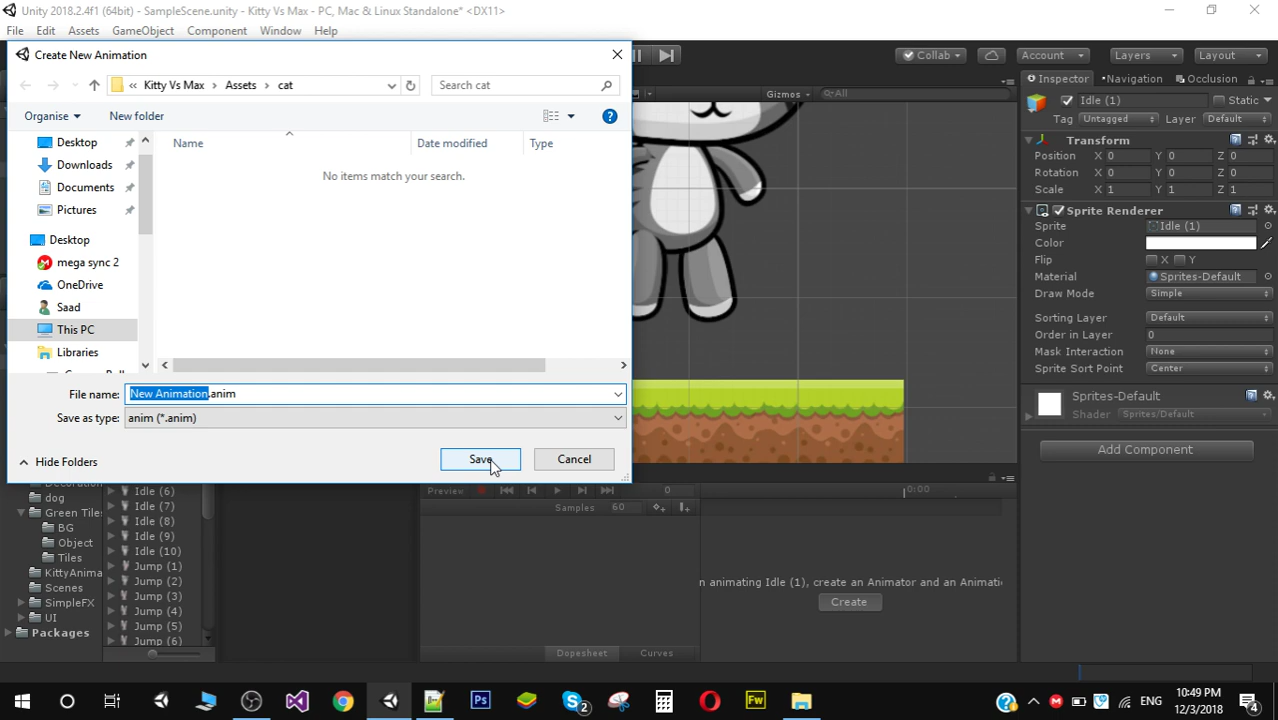 Unity 2018.2.4f1 (64bit) - SampleScene.unity - Kitty Vs Max - PC, Mac & Linux Standalone* <DX11>
File Edit Assets GameObject Component Window Help
Create New Animation
Collab Account Layers Layout
« Kitty Vs Max > Assets > cat
Search cat
Inspector Navigation Occlusion
Gizmos All
Idle (1) Static
Organise New folder
Tag Untagged Layer Default
Desktop
Name Date modified Type
Transform
Downloads
Position X 0 Y 0 Z 0
No items match your search.
Rotation X 0 Y 0 Z 0
Documents
Scale X 1 Y 1 Z 1
Pictures
Sprite Renderer
Sprite Idle (1)
Desktop
Color
mega sync 2
Flip X Y
OneDrive
Material Sprites-Default
Draw Mode Simple
Saad
Sorting Layer Default
This PC
Order in Layer 0
Libraries
Mask Interaction None
Sprite Sort Point Center
File name: New Animation.anim
Sprites-Default
Shader Sprites/Default
Save as type: anim (*.anim)
Add Component
Hide Folders Save Cancel
Idle (6)
Preview 0 0:00
dog Idle (7)
Samples 60
Green Tiles Idle (8)
BG Idle (9)
Object Idle (10)
Tiles Jump (1)
KittyAnima Jump (2)
n animating Idle (1), create an Animator and an Animati
Scenes Jump (3)
Create
SimpleFX Jump (4)
UI Jump (5)
Packages Jump (6)
Dopesheet Curves
Ps
Fw
2
ENG
10:49 PM
12/3/2018
4